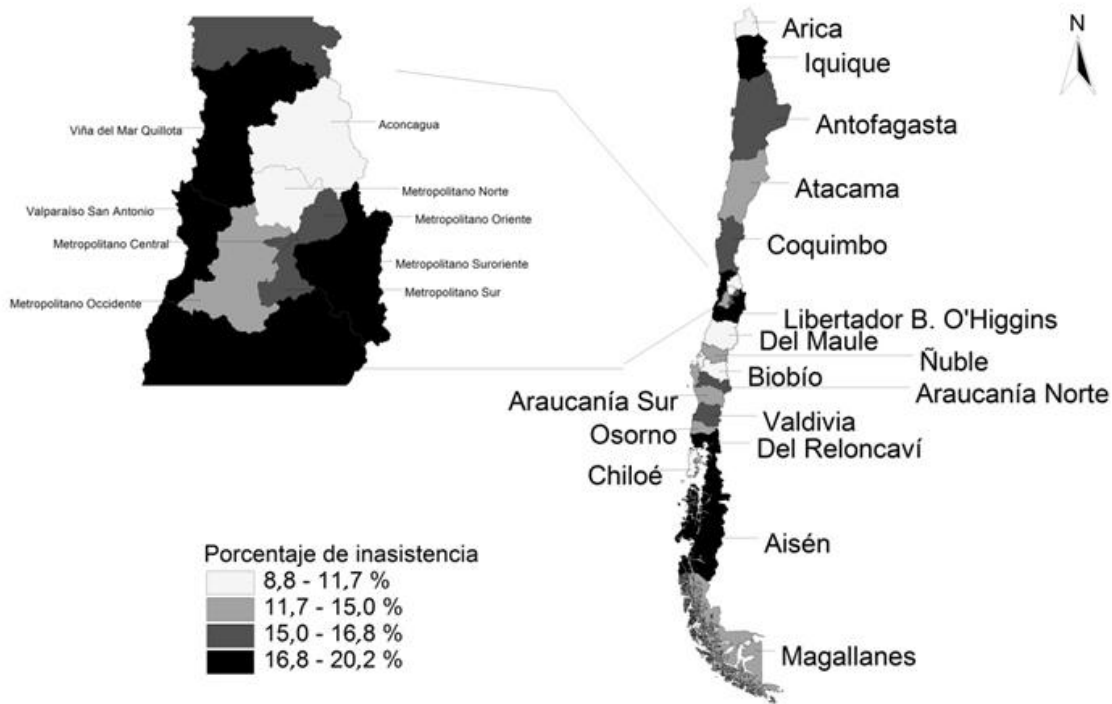 Viña del Mar Quillota
Aconcagua
Metropolitano Norte
Valparaíso San Antonio
Metropolitano Oriente
Metropolitano Central
Metropolitano Suroriente
Metropolitano Sur
Metropolitano Occidente
N
Arica
Iquique
Antofagasta
Atacama
Coquimbo
Libertador B. O'Higgins
Del Maule
Ñuble
Biobío
Araucanía Norte
Araucanía Sur
Valdivia
Osorno
Del Reloncaví
Chiloé
Aisén
Magallanes
Porcentaje de inasistencia
8,8 - 11,7 %
11,7 - 15,0 %
15,0 - 16,8 %
16,8 - 20,2 %